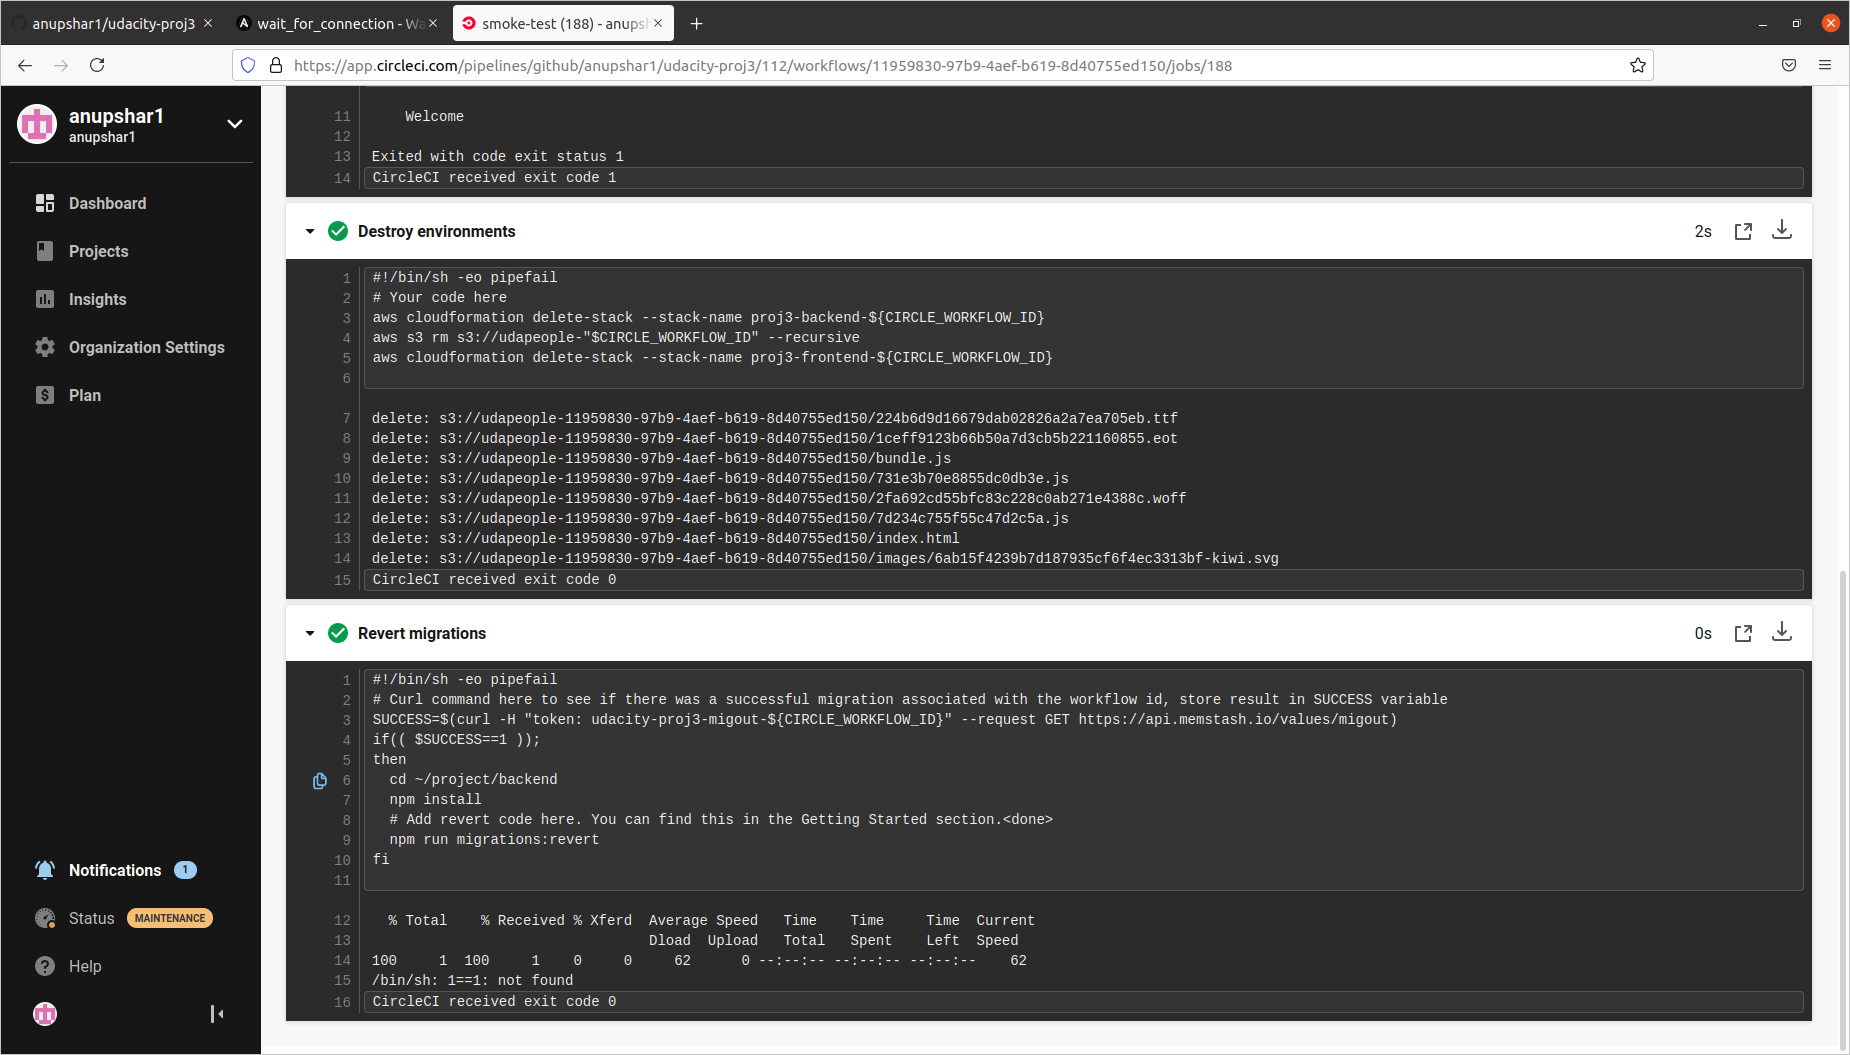 anupshar1/udacity-proj3
wait_for_connection - Wa
smoke-test (188) - anupsh
https://app.circleci.com/pipelines/github/anupshar1/udacity-proj3/112/workflows/11959830-97b9-4aef-b619-8d40755ed150/jobs/188
anupshar1
anupshar1
Dashboard
Projects
Insights
Organization Settings
Plan
Notifications 1
Status MAINTENANCE
Help
11 Welcome
12
13 Exited with code exit status 1
14 CircleCI received exit code 1
Destroy environments 2s
1 #!/bin/sh -eo pipefail
2 # Your code here
3 aws cloudformation delete-stack --stack-name proj3-backend-${CIRCLE_WORKFLOW_ID}
4 aws s3 rm s3://udapeople-"$CIRCLE_WORKFLOW_ID" --recursive
5 aws cloudformation delete-stack --stack-name proj3-frontend-${CIRCLE_WORKFLOW_ID}
6
7 delete: s3://udapeople-11959830-97b9-4aef-b619-8d40755ed150/224b6d9d16679dab02826a2a7ea705eb.ttf
8 delete: s3://udapeople-11959830-97b9-4aef-b619-8d40755ed150/1ceff9123b66b50a7d3cb5b221160855.eot
9 delete: s3://udapeople-11959830-97b9-4aef-b619-8d40755ed150/bundle.js
10 delete: s3://udapeople-11959830-97b9-4aef-b619-8d40755ed150/731e3b70e8855dc0db3e.js
11 delete: s3://udapeople-11959830-97b9-4aef-b619-8d40755ed150/2fa692cd55bfc83c228c0ab271e4388c.woff
12 delete: s3://udapeople-11959830-97b9-4aef-b619-8d40755ed150/7d234c755f55c47d2c5a.js
13 delete: s3://udapeople-11959830-97b9-4aef-b619-8d40755ed150/index.html
14 delete: s3://udapeople-11959830-97b9-4aef-b619-8d40755ed150/images/6ab15f4239b7d187935cf6f4ec3313bf-kiwi.svg
15 CircleCI received exit code 0
Revert migrations 0s
1 #!/bin/sh -eo pipefail
2 # Curl command here to see if there was a successful migration associated with the workflow id, store result in SUCCESS variable
3 SUCCESS=$(curl -H "token: udacity-proj3-migout-${CIRCLE_WORKFLOW_ID}" --request GET https://api.memstash.io/values/migout)
4 if(( $SUCCESS==1 ));
5 then
6 cd ~/project/backend
7 npm install
8 # Add revert code here. You can find this in the Getting Started section.<done>
9 npm run migrations:revert
10 fi
11
12 % Total % Received % Xferd Average Speed Time Time Time Current
13 Dload Upload Total Spent Left Speed
14 100 1 100 1 0 0 62 0 --:--:-- --:--:-- --:--:-- 62
15 /bin/sh: 1==1: not found
16 CircleCI received exit code 0